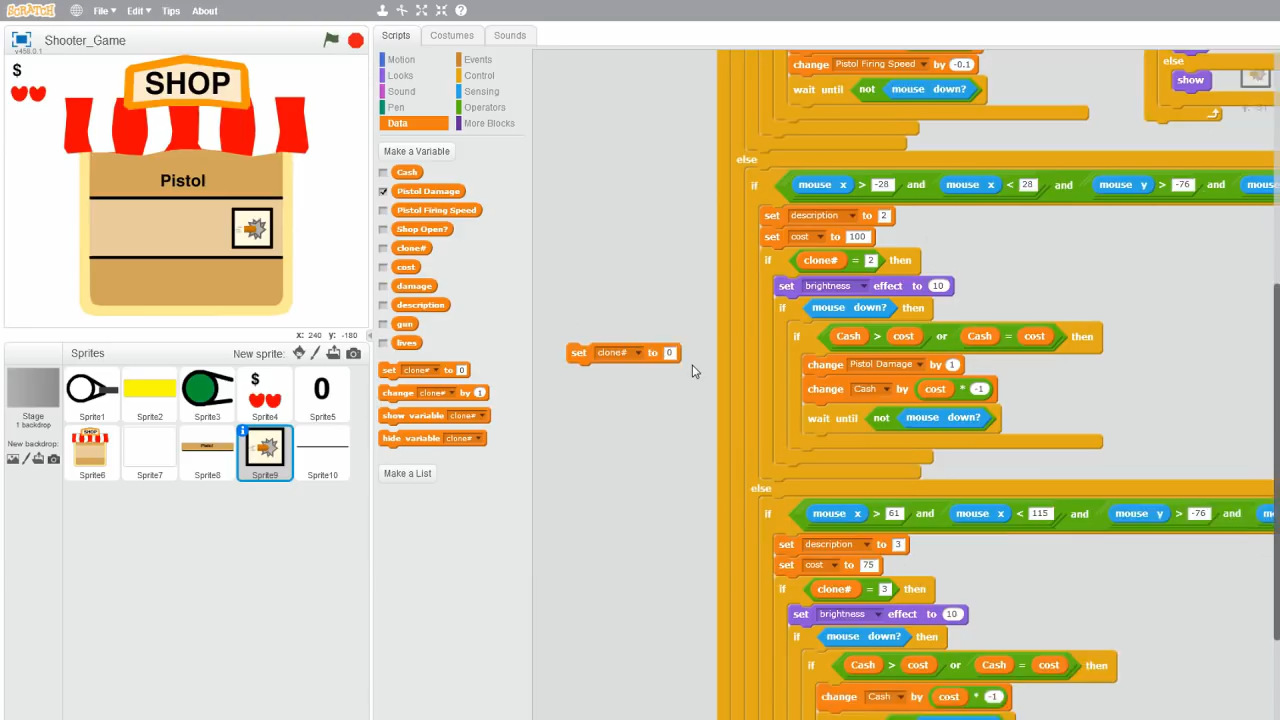 SCRATCH File Edit Tips About
Shooter_Game
v458.0.1
Scripts Costumes Sounds
$
SHOP
Pistol
x: 240 y: -180
Motion Events
Looks Control
Sound Sensing
Pen Operators
Data More Blocks
Make a Variable
Cash
Pistol Damage
Pistol Firing Speed
Shop Open?
clone#
cost
damage
description
gun
lives
set clone# to 0
change clone# by 1
show variable clone#
hide variable clone#
Make a List
Sprites New sprite:
Stage
1 backdrop
New backdrop:
Sprite1 Sprite2 Sprite3 $ Sprite4 0 Sprite5
SHOP Sprite6 Sprite7 Pistol Sprite8 Sprite9 Sprite10
set clone# to 0
change Pistol Firing Speed by -0.1
wait until not mouse down?
else
show
else
if mouse x > -28 and mouse x < 28 and mouse y > -76 and
set description to 2
set cost to 100
if clone# = 2 then
set brightness effect to 10
if mouse down? then
if Cash > cost or Cash = cost then
change Pistol Damage by 1
change Cash by cost * -1
wait until not mouse down?
else
if mouse x > 61 and mouse x < 115 and mouse y > -76 and
set description to 3
set cost to 75
if clone# = 3 then
set brightness effect to 10
if mouse down? then
if Cash > cost or Cash = cost then
change Cash by cost * -1